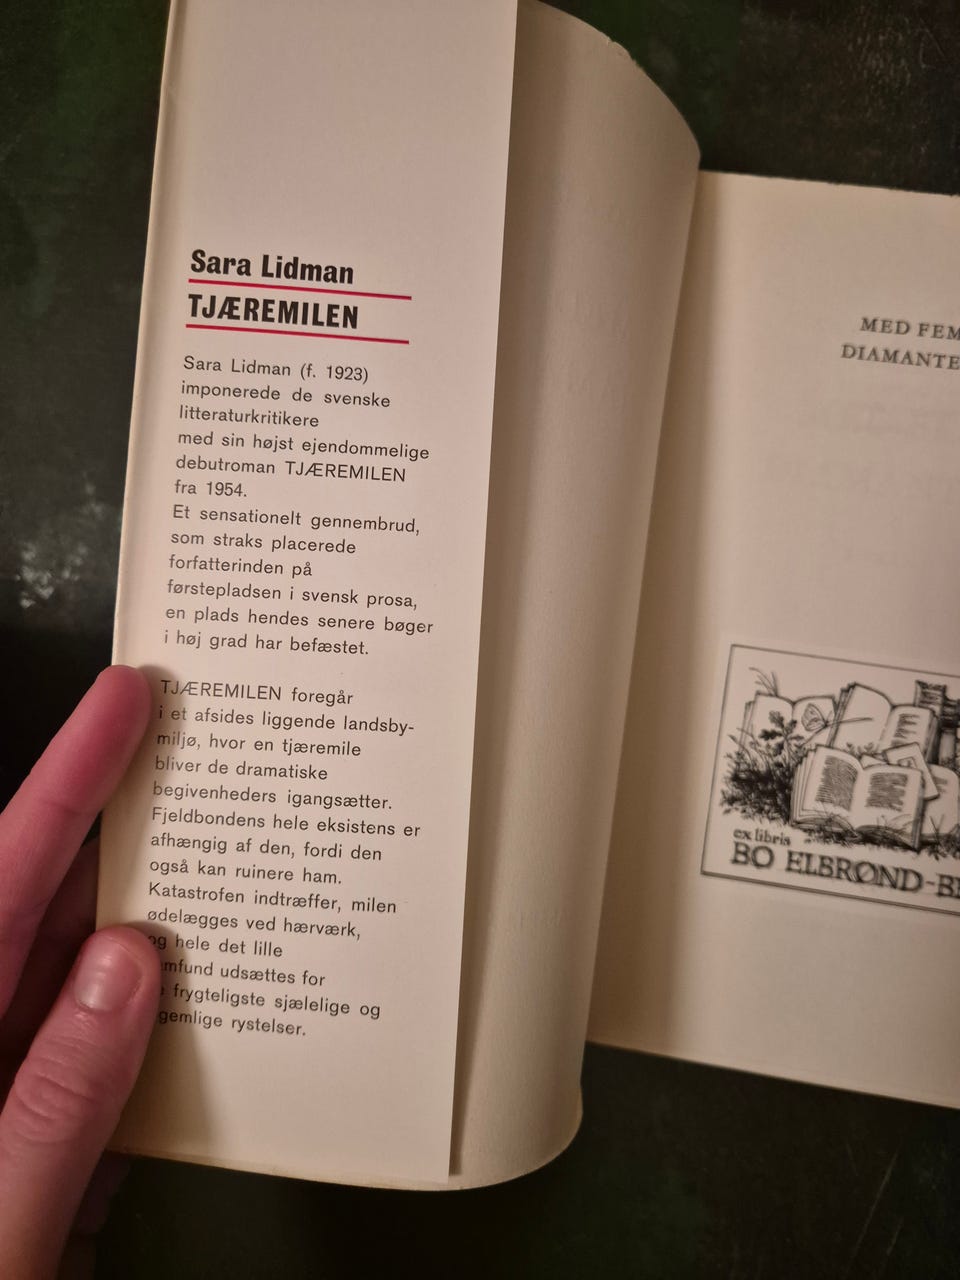 Sara Lidman
TJÆREMILEN
Sara Lidman (f. 1923)
imponerede de svenske
litteraturkritikere
med sin højst ejendommelige
debutroman TJÆREMILEN
fra 1954.
Et sensationelt gennembrud,
som straks placerede
forfatterinden på
førstepladsen i svensk prosa,
en plads hendes senere bøger
i høj grad har befæstet.
TJÆREMILEN foregår
i et afsides liggende landsby-
miljø, hvor en tjæremile
bliver de dramatiske
begivenheders igangsætter.
Fjeldbondens hele eksistens er
afhængig af den, fordi den
også kan ruinere ham.
Katastrofen indtræffer, milen
ødelægges ved hærværk,
og hele det lille
udsættes for
frygteligste sjælelige og
rystelser.
MED FEM
ex libris
BO ELBRØND-